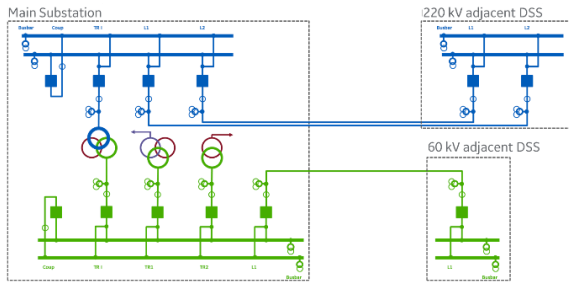 Main Substation
220 kV adjacent DSS
Busbar Coup TR I L1 L2
Busbar L1 L2
60 kV adjacent DSS
Coup TR I TR1 TR2 L1
Busbar
L1
Busbar